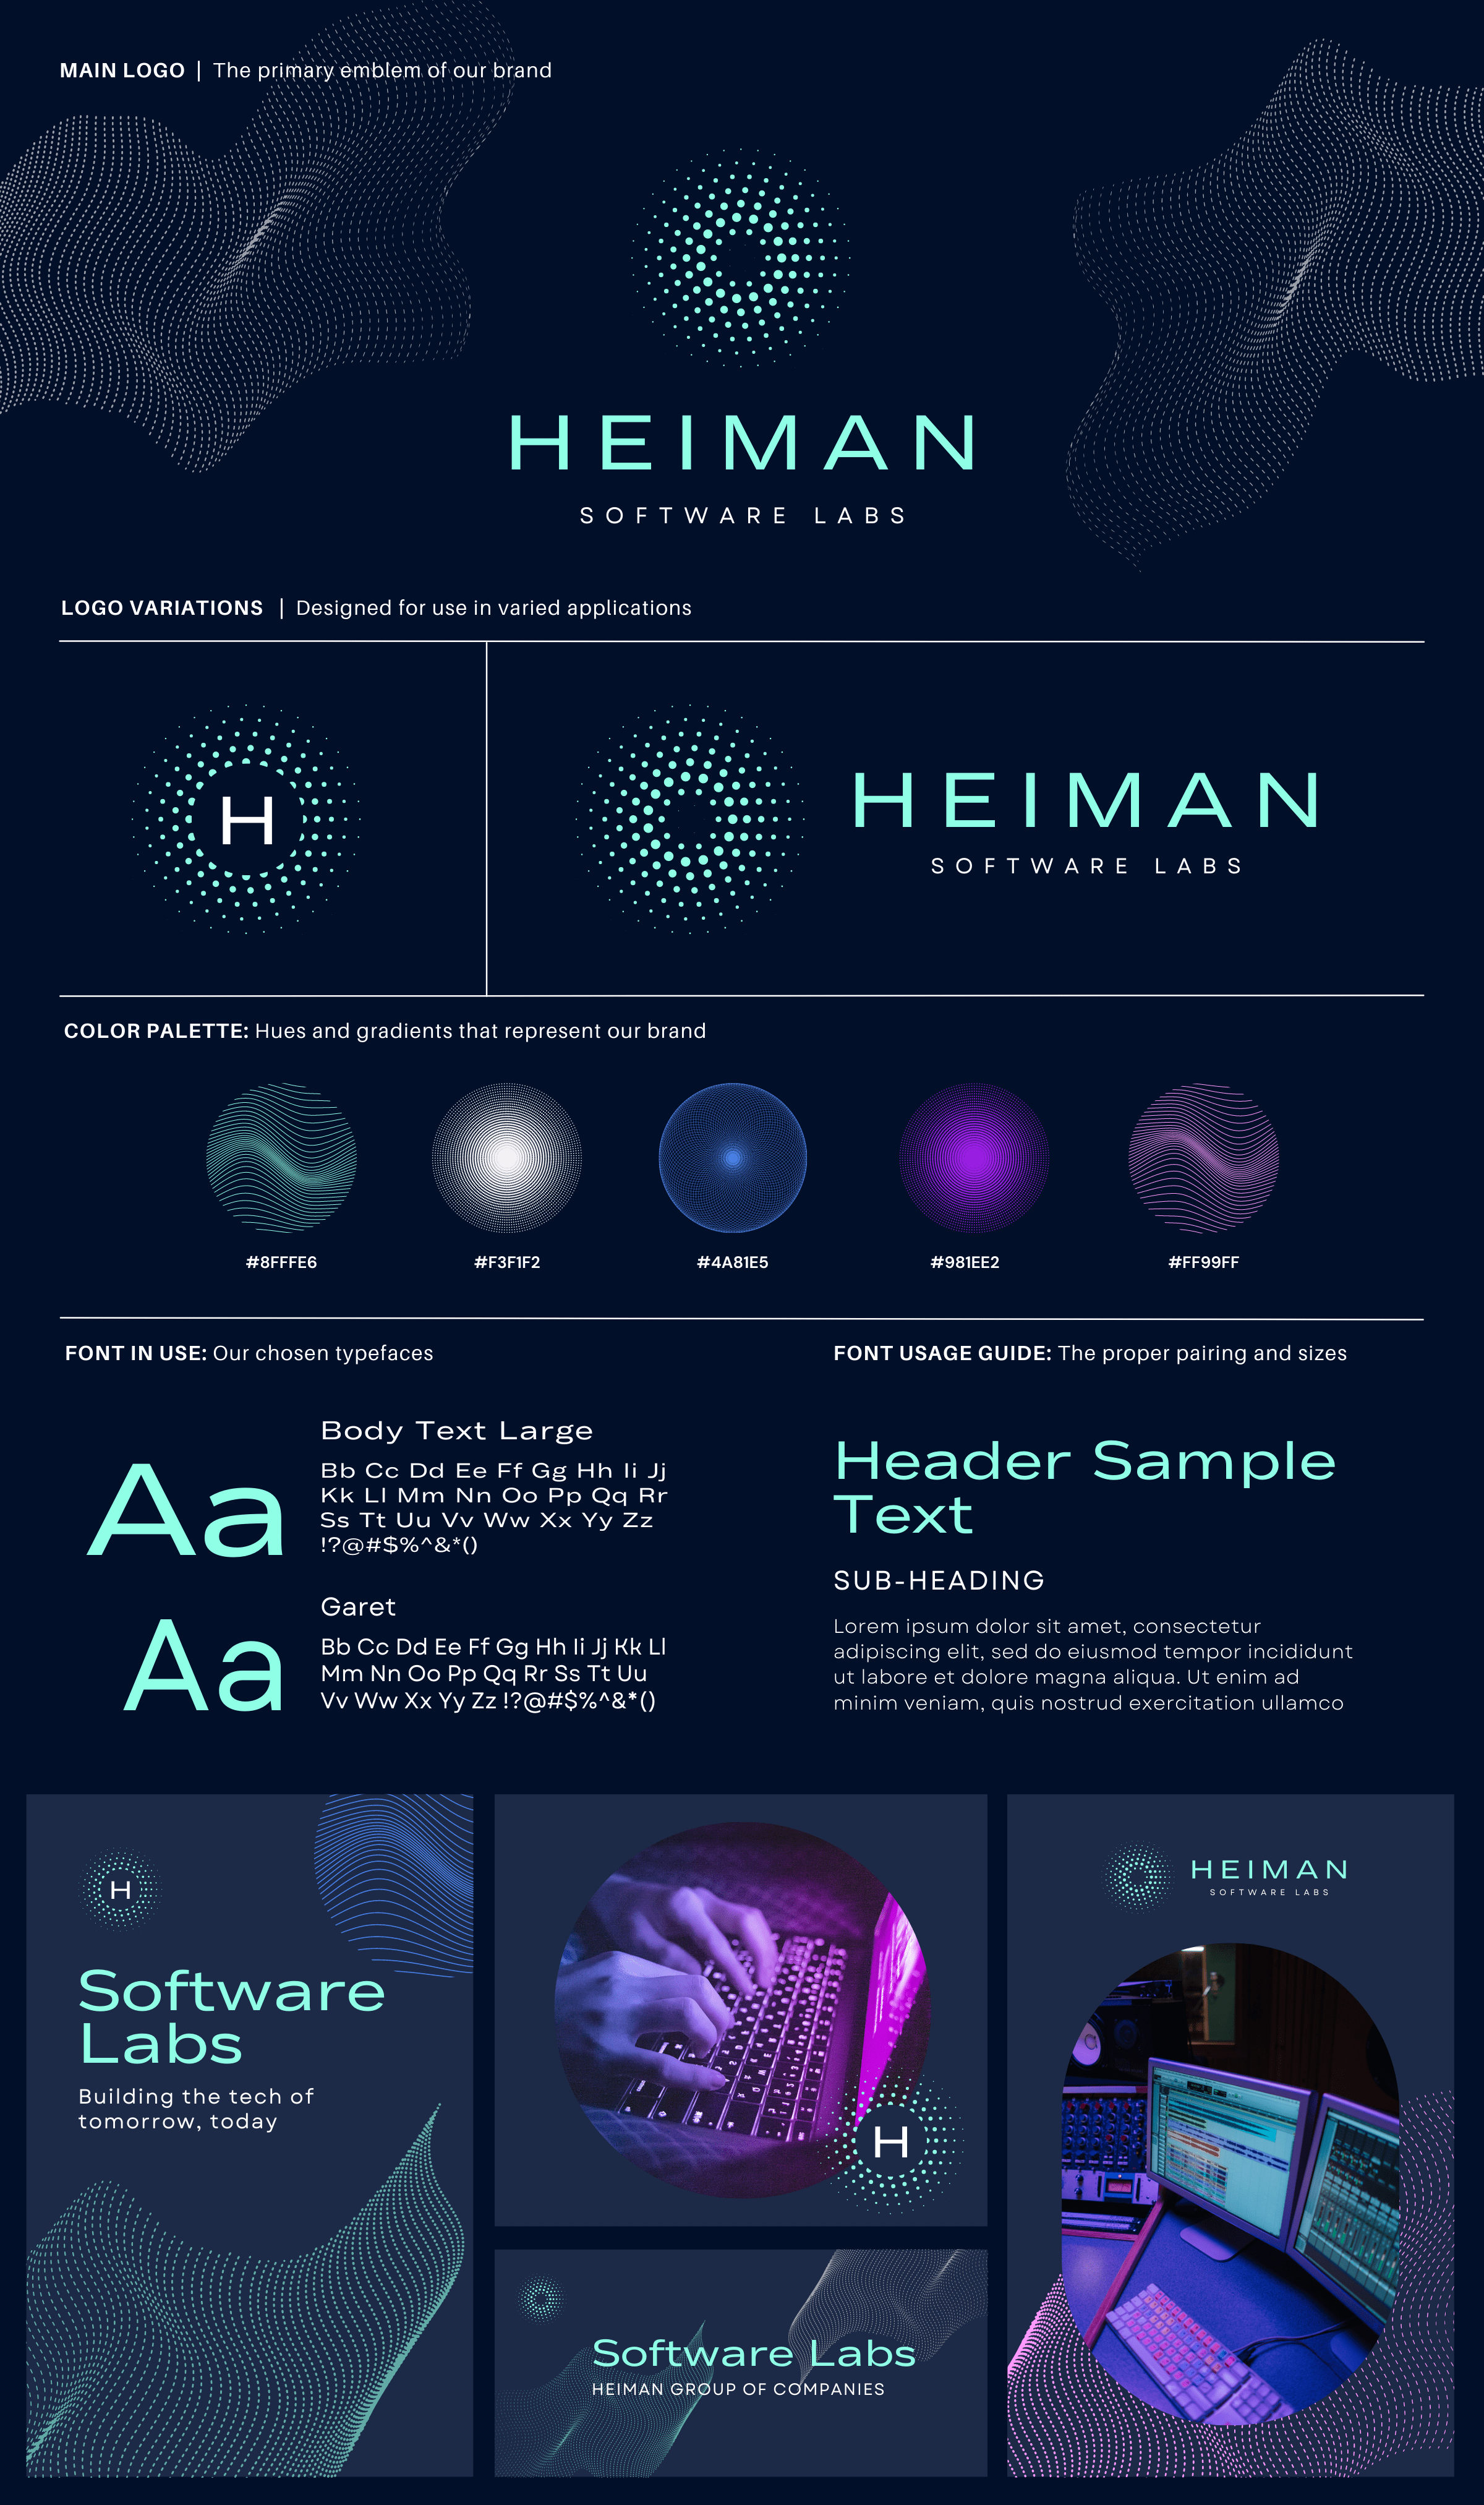 MAIN LOGO | The primary emblem of our brand
HEIMAN
SOFTWARE LABS
LOGO VARIATIONS | Designed for use in varied applications
H
HEIMAN
SOFTWARE LABS
COLOR PALETTE: Hues and gradients that represent our brand
#8FFFE6
#F3F1F2
#4A81E5
#981EE2
#FF99FF
FONT IN USE: Our chosen typefaces
Aa
Body Text Large
Bb Cc Dd Ee Ff Gg Hh Ii Jj
Kk Ll Mm Nn Oo Pp Qq Rr
Ss Tt Uu Vv Ww Xx Yy Zz
!?@#$%^&*()
Aa
Garet
Bb Cc Dd Ee Ff Gg Hh Ii Jj Kk Ll
Mm Nn Oo Pp Qq Rr Ss Tt Uu
Vv Ww Xx Yy Zz !?@#$%^&*()
FONT USAGE GUIDE: The proper pairing and sizes
Header Sample
Text
SUB-HEADING
Lorem ipsum dolor sit amet, consectetur
adipiscing elit, sed do eiusmod tempor incididunt
ut labore et dolore magna aliqua. Ut enim ad
minim veniam, quis nostrud exercitation ullamco
H
Software
Labs
Building the tech of
tomorrow, today
H
Software Labs
HEIMAN GROUP OF COMPANIES
HEIMAN
SOFTWARE LABS